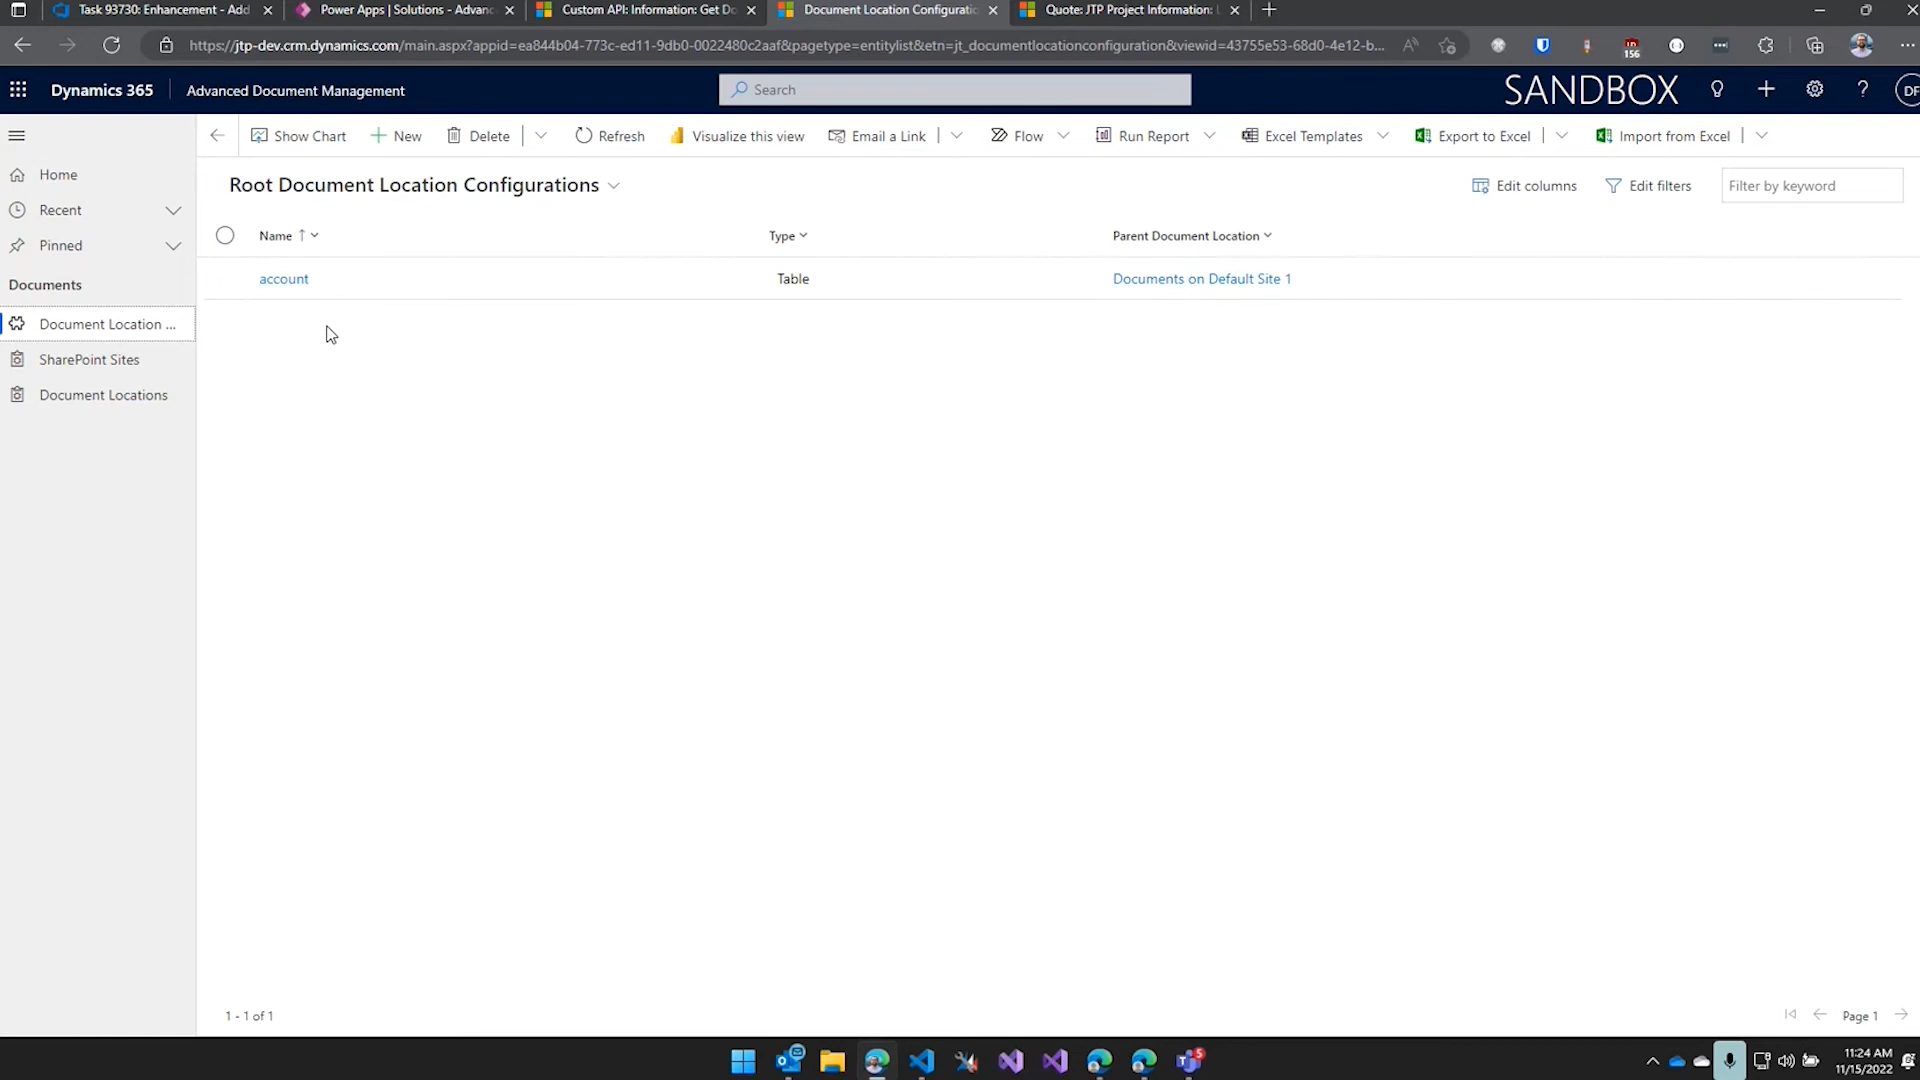 Task 93730: Enhancement - Add
Power Apps | Solutions - Advanc
Custom API: Information: Get Do
Document Location Configuratio
Quote: JTP Project Information:
https://jtp-dev.crm.dynamics.com/main.aspx?appid=ea844b04-773c-ed11-9db0-0022480c2aaf&pagetype=entitylist&etn=jt_documentlocationconfiguration&viewid=43755e53-68d0-4e12-b...
156
Dynamics 365
Advanced Document Management
Search
SANDBOX
DF
Show Chart
New
Delete
Refresh
Visualize this view
Email a Link
Flow
Run Report
Excel Templates
Export to Excel
Import from Excel
Home
Recent
Pinned
Documents
Document Location ...
SharePoint Sites
Document Locations
Root Document Location Configurations
Edit columns
Edit filters
Filter by keyword
Name
Type
Parent Document Location
account
Table
Documents on Default Site 1
1 - 1 of 1
Page 1
5
11:24 AM
11/15/2022